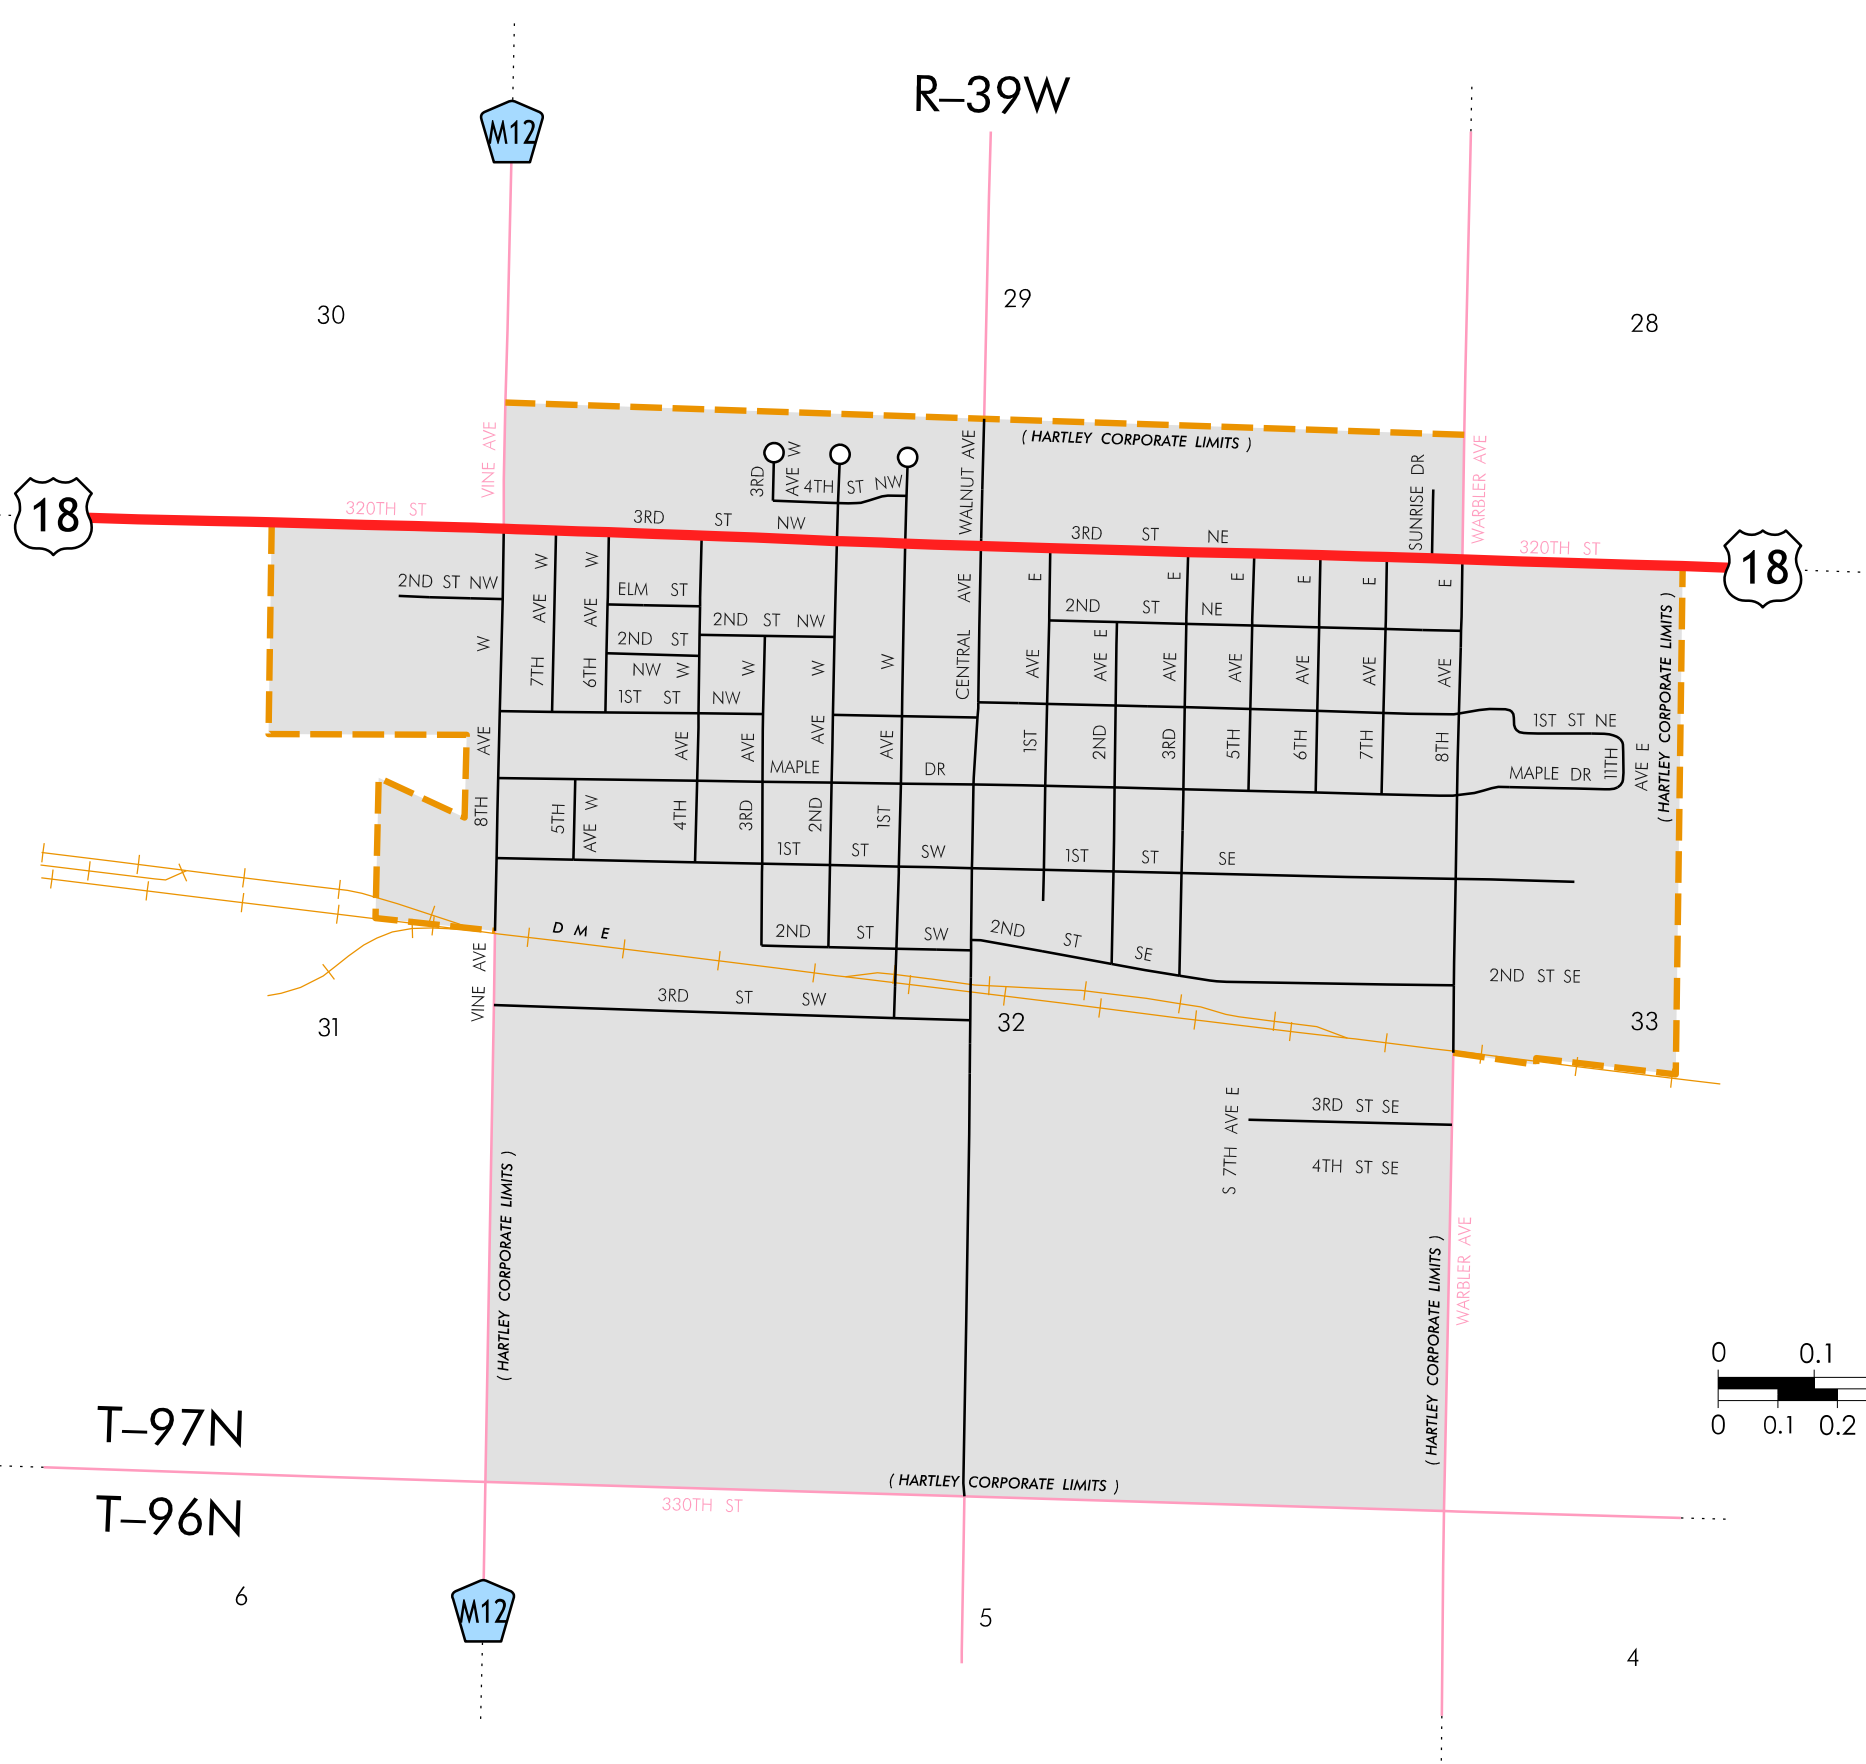 R–39W
M12
30
29
28
VINE AVE
WALNUT AVE
( HARTLEY CORPORATE LIMITS )
WARBLER AVE
SUNRISE DR
3RD AVE W
4TH ST NW
18
320TH ST
3RD ST NW
3RD ST NE
320TH ST
18
2ND ST NW
ELM ST
2ND ST NW
2ND ST NW
1ST ST NW
2ND ST NE
1ST ST NE
MAPLE DR
MAPLE DR
8TH AVE W
7TH AVE W
6TH AVE W
5TH AVE W
4TH AVE W
3RD AVE W
2ND AVE W
1ST AVE W
CENTRAL AVE
1ST AVE E
2ND AVE E
3RD AVE E
5TH AVE E
6TH AVE E
7TH AVE E
8TH AVE E
11TH AVE E
( HARTLEY CORPORATE LIMITS )
1ST ST SW
1ST ST SE
D M E
2ND ST SW
2ND ST SE
2ND ST SE
VINE AVE
3RD ST SW
31
32
33
S 7TH AVE E
3RD ST SE
4TH ST SE
( HARTLEY CORPORATE LIMITS )
( HARTLEY CORPORATE LIMITS )
WARBLER AVE
0 0.1
0 0.1 0.2
T–97N
( HARTLEY CORPORATE LIMITS )
330TH ST
T–96N
6
M12
5
4